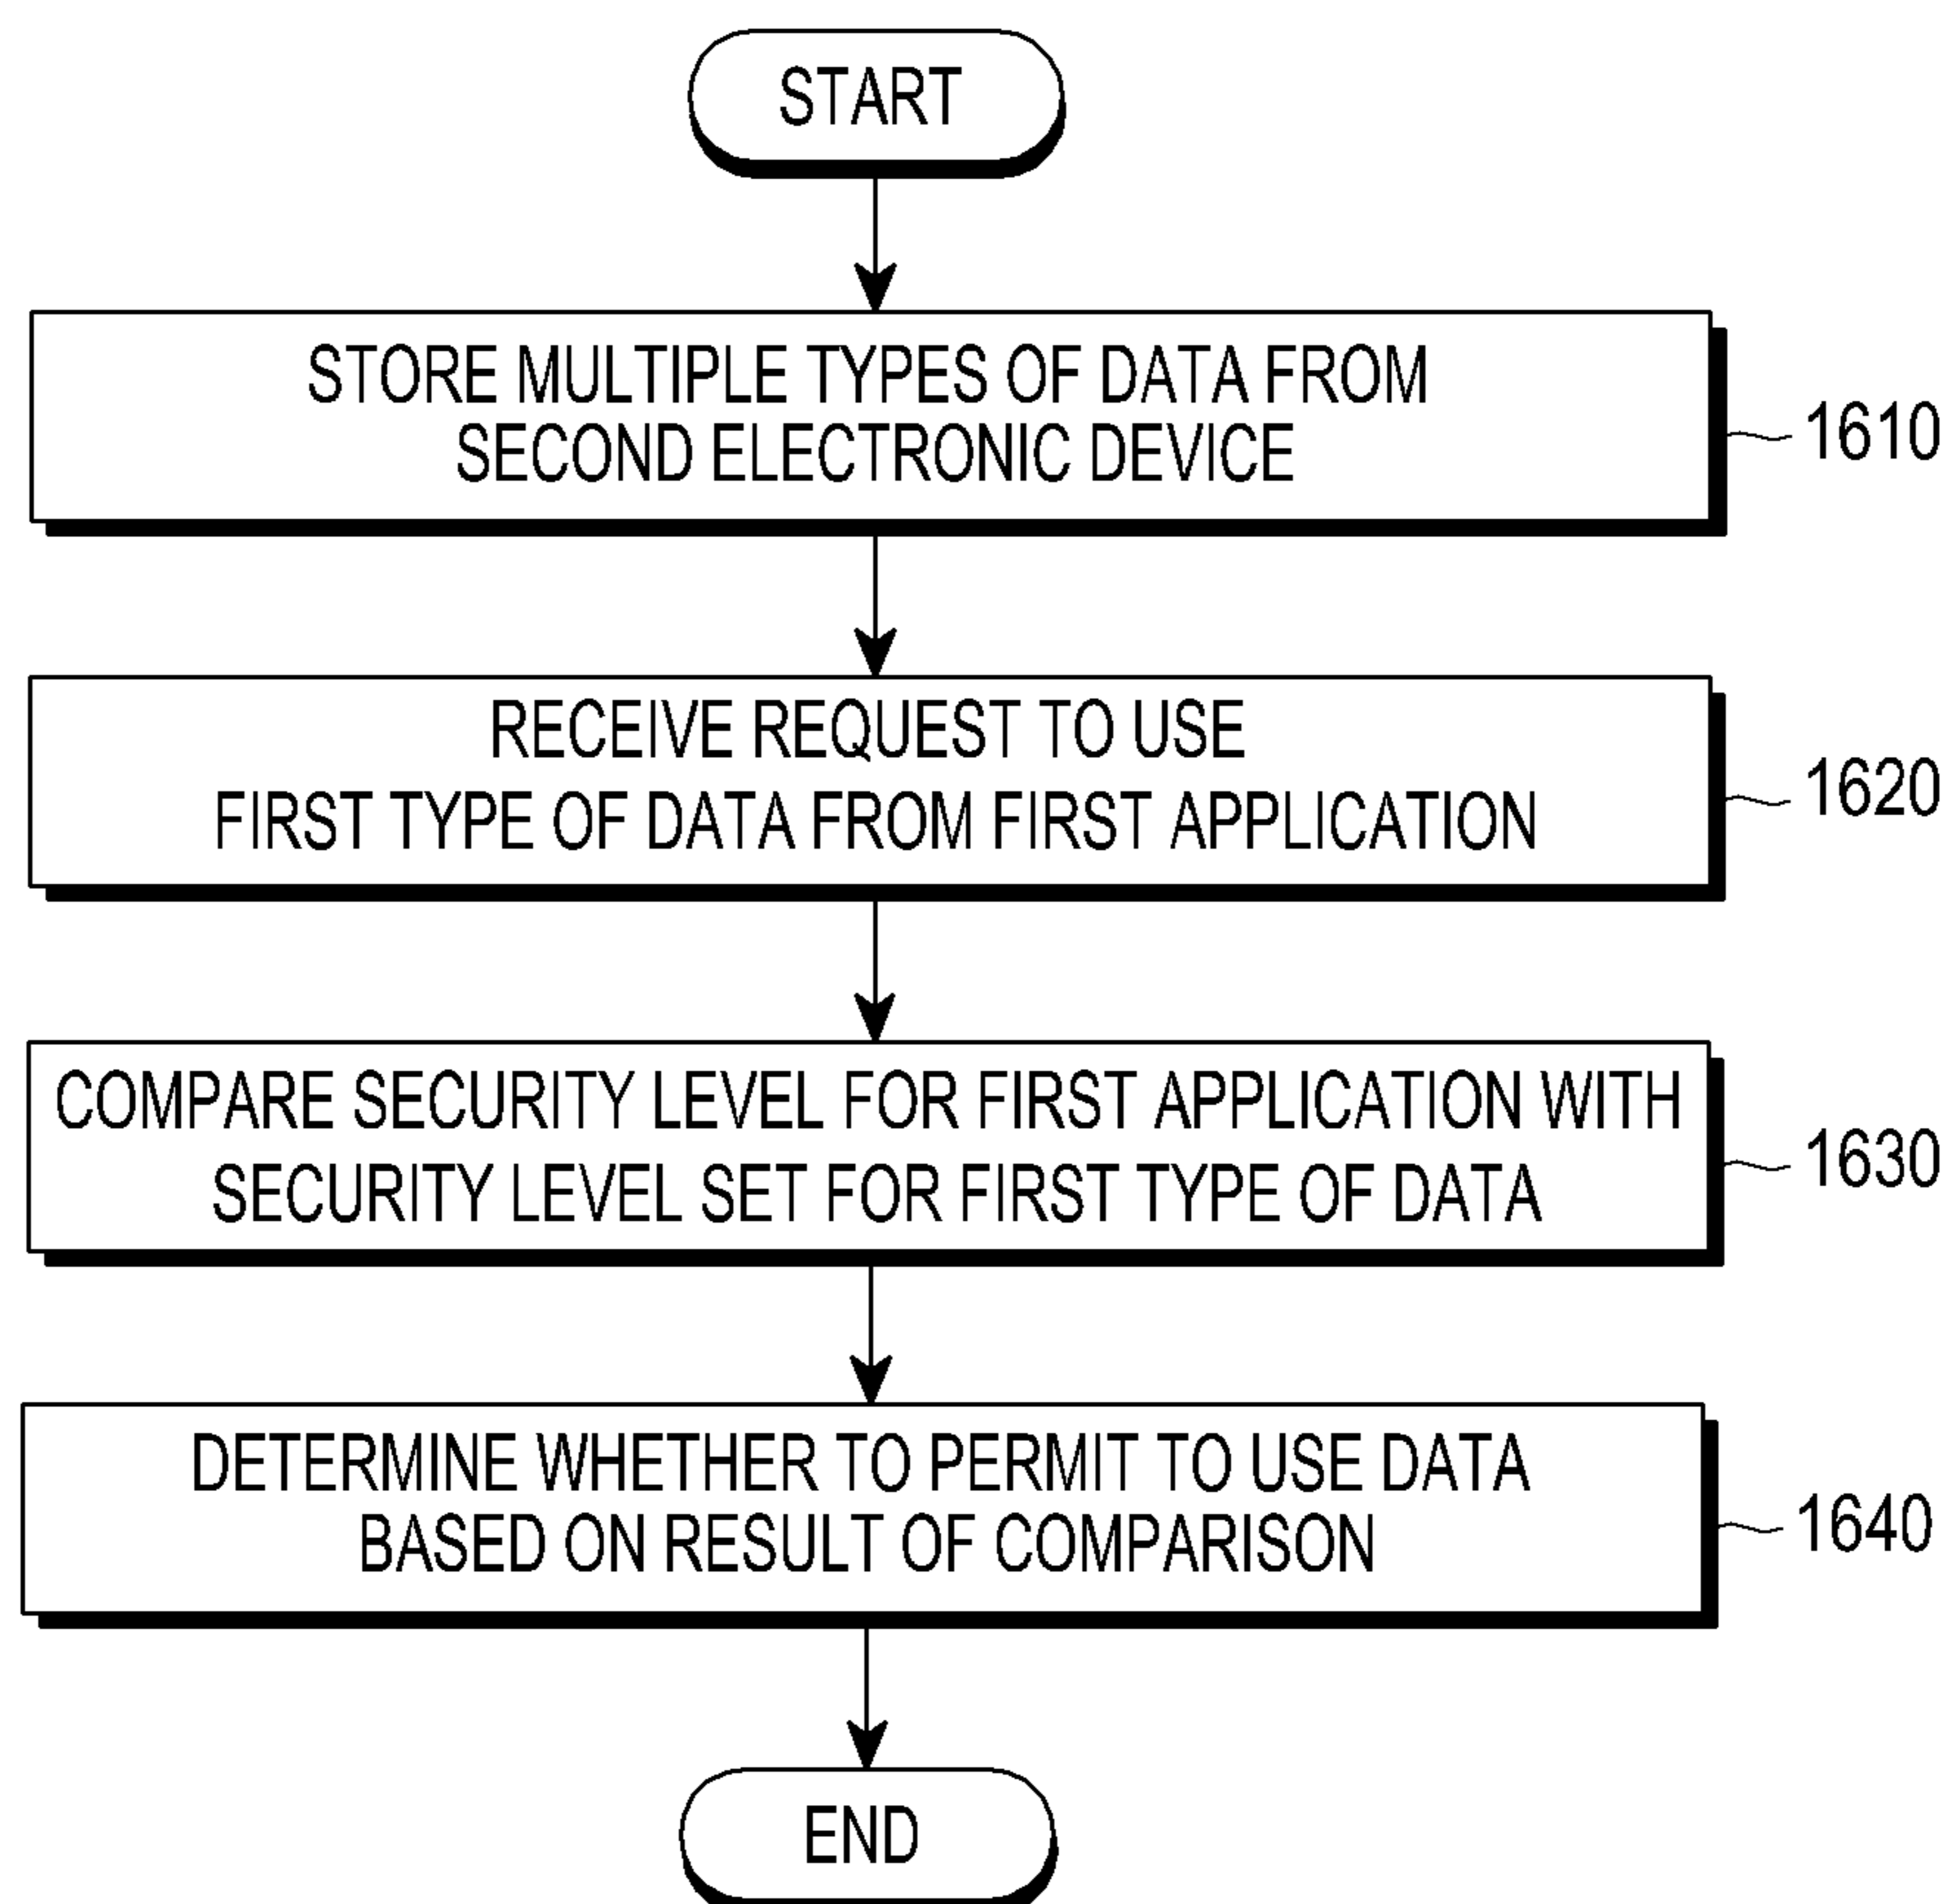 START
STORE MULTIPLE TYPES OF DATA FROM
SECOND ELECTRONIC DEVICE
1610
RECEIVE REQUEST TO USE
FIRST TYPE OF DATA FROM FIRST APPLICATION
1620
COMPARE SECURITY LEVEL FOR FIRST APPLICATION WITH
SECURITY LEVEL SET FOR FIRST TYPE OF DATA
1630
DETERMINE WHETHER TO PERMIT TO USE DATA
BASED ON RESULT OF COMPARISON
1640
END